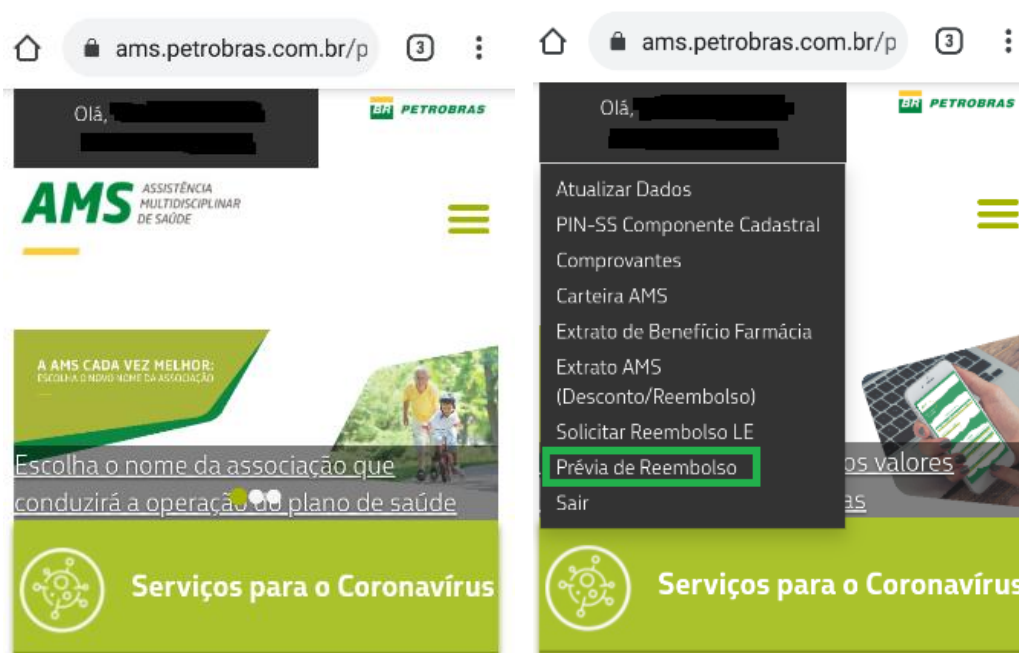 ams.petrobras.com.br/p
3
Olá,
BR PETROBRAS
AMS ASSISTÊNCIA
MULTIDISCIPLINAR
DE SAÚDE
A AMS CADA VEZ MELHOR:
ESCOLHA O NOVO NOME DA ASSOCIAÇÃO
Escolha o nome da associação que
conduzirá a operação do plano de saúde
Serviços para o Coronavírus
ams.petrobras.com.br/p
3
Olá,
BR PETROBRAS
Atualizar Dados
PIN-SS Componente Cadastral
Comprovantes
Carteira AMS
Extrato de Benefício Farmácia
Extrato AMS
(Desconto/Reembolso)
Solicitar Reembolso LE
Prévia de Reembolso
Sair
os valores
as
Serviços para o Coronavírus